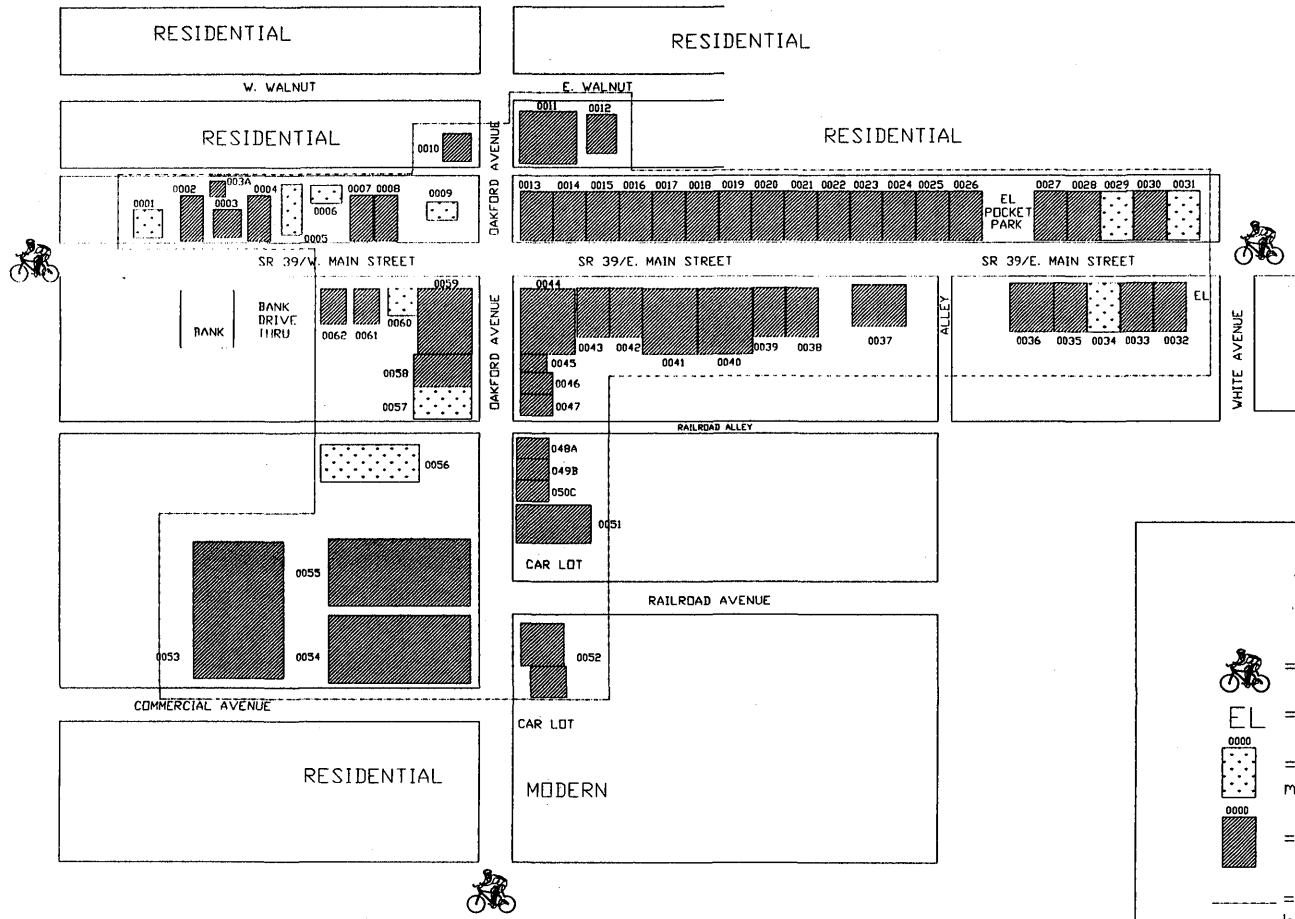 RESIDENTIAL
RESIDENTIAL
W. WALNUT
E. WALNUT
RESIDENTIAL
0010
OAKFORD AVENUE
0011
0012
RESIDENTIAL
0001
0002
003A
0003
0004
0005
0006
0007
0008
0009
0013
0014
0015
0016
0017
0018
0019
0020
0021
0022
0023
0024
0025
0026
EL
POCKET
PARK
0027
0028
0029
0030
0031
SR 39/W. MAIN STREET
SR 39/E. MAIN STREET
SR 39/E. MAIN STREET
BANK
BANK
DRIVE
THRU
0062
0061
0060
0059
0058
0057
OAKFORD AVENUE
0044
0043
0042
0041
0040
0039
0038
0037
0045
0046
0047
ALLEY
0036
0035
0034
0033
0032
EL
WHITE AVENUE
RAILROAD ALLEY
0056
048A
049B
050C
0051
CAR LOT
0055
0053
0054
RAILROAD AVENUE
0052
COMMERCIAL AVENUE
CAR LOT
RESIDENTIAL
MODERN
=
EL =
0000
=
0000
=
=